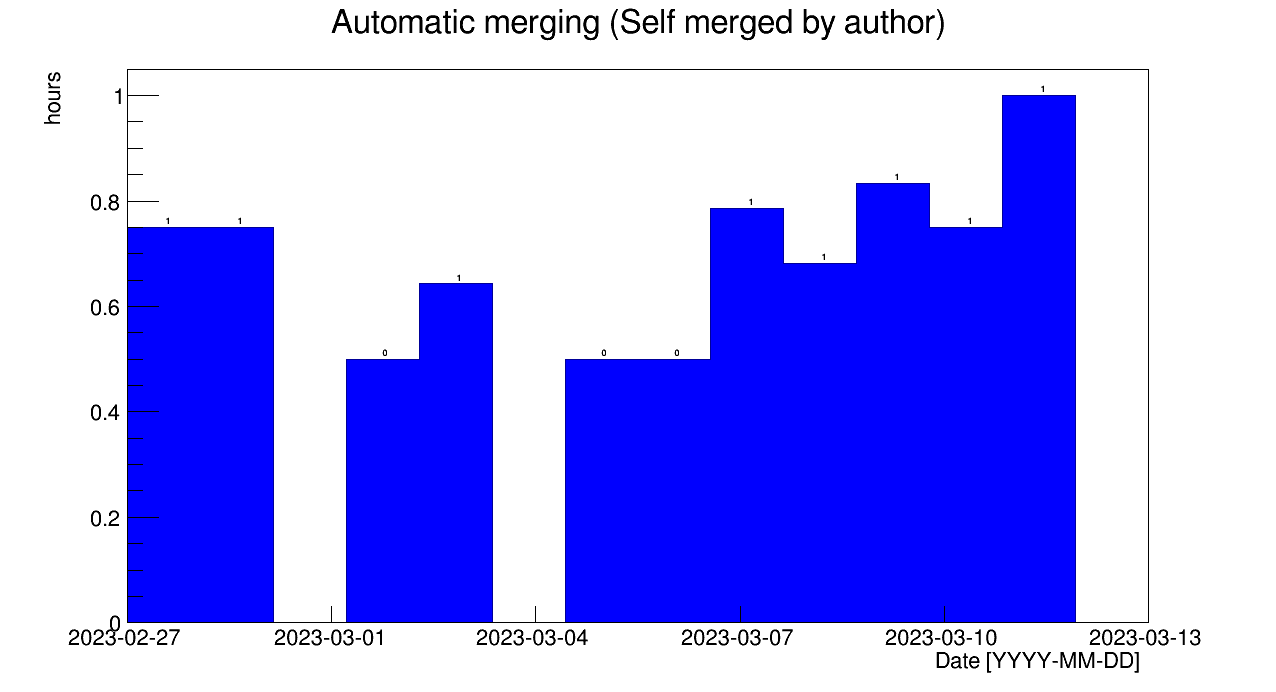 Automatic merging (Self merged by author)
hours
1
0.8
0.6
0.4
0.2
0
1 1 0 1 0 0 1 1 1 1 1
2023-02-27 2023-03-01 2023-03-04 2023-03-07 2023-03-10 2023-03-13
Date [YYYY-MM-DD]